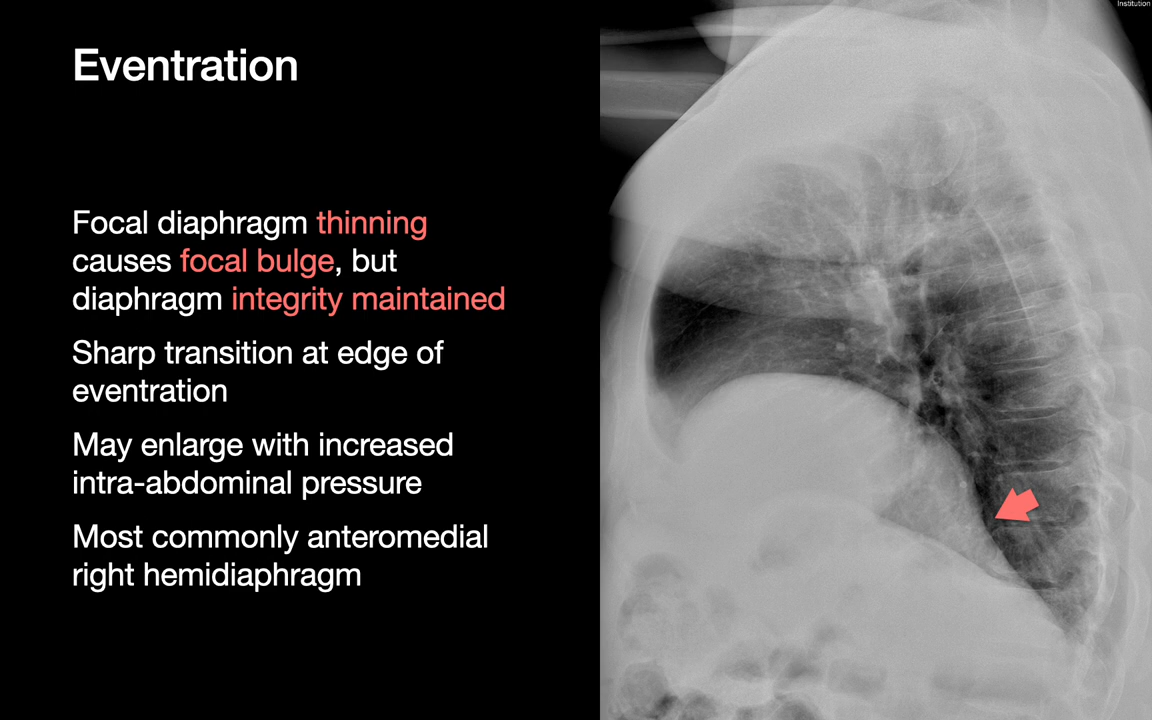 Institution
Eventration
Focal diaphragm thinning
causes focal bulge, but
diaphragm integrity maintained
Sharp transition at edge of
eventration
May enlarge with increased
intra-abdominal pressure
Most commonly anteromedial
right hemidiaphragm